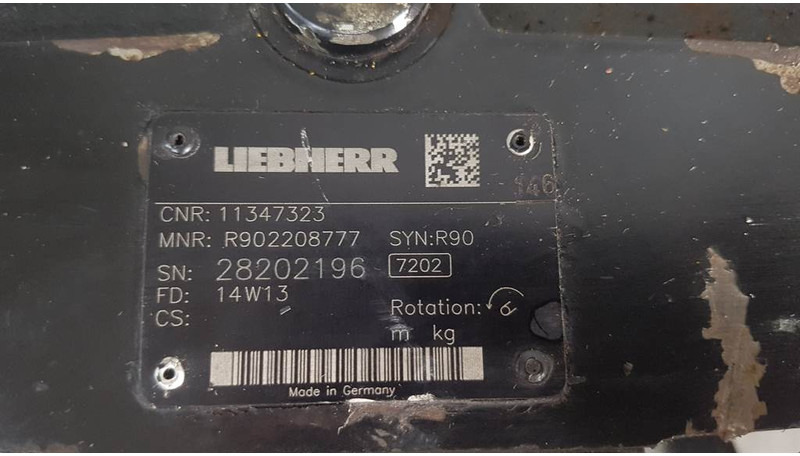 LIEBHERR
146
CNR: 11347323
MNR: R902208777 SYN:R90
SN: 28202196 7202
FD: 14W13
CS:
Rotation:
m kg
Made in Germany